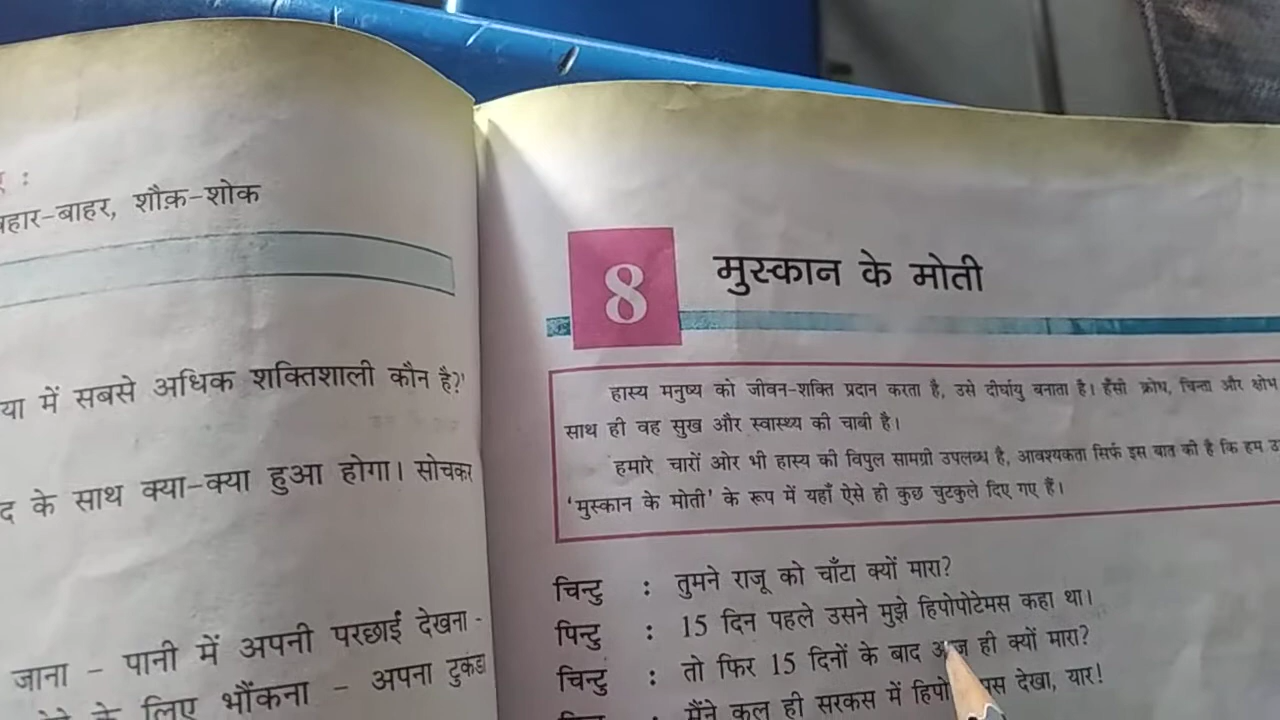 :
बहार-बाहर, शौक़-शोक
में सबसे अधिक शक्तिशाली कौन है?'
के साथ क्या-क्या हुआ होगा। सोचकर
जाना - पानी में अपनी परछाई देखना -
के लिए भौंकना - अपना टुकड़ा
8
मुस्कान के मोती
हास्य मनुष्य को जीवन-शक्ति प्रदान करता है, उसे दीर्घायु बनाता है। हँसी क्रोध, चिन्ता और क्षोभ
साथ ही वह सुख और स्वास्थ्य की चाबी है।
हमारे चारों ओर भी हास्य की विपुल सामग्री उपलब्ध है, आवश्यकता सिर्फ इस बात की है कि हम
'मुस्कान के मोती' के रूप में यहाँ ऐसे ही कुछ चुटकुले दिए गए हैं।
चिन्टु : तुमने राजू को चाँटा क्यों मारा?
पिन्टु : 15 दिन पहले उसने मुझे हिपोपोटेमस कहा था।
चिन्टु : तो फिर 15 दिनों के बाद आज ही क्यों मारा?
मैंने कल ही सरकस में देखा, यार!